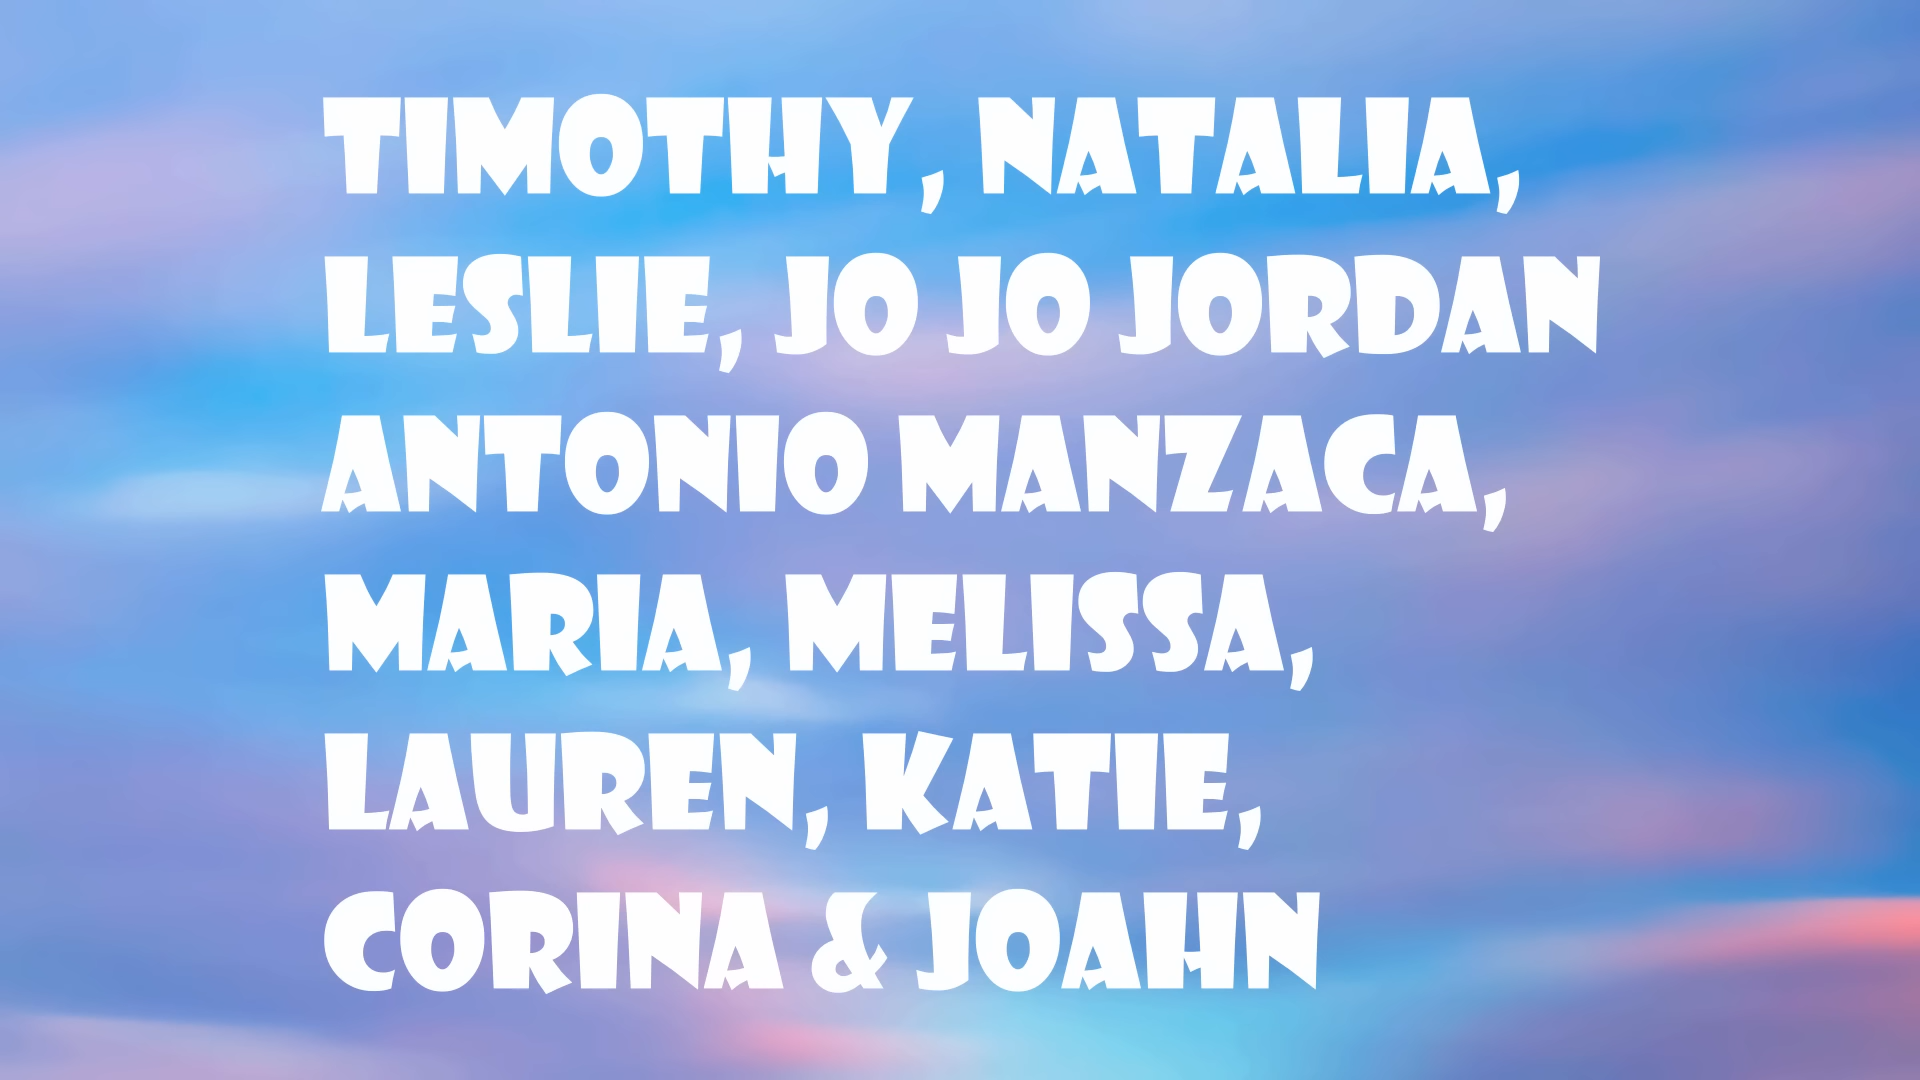 TIMOTHY, NATALIA,
LESLIE, JO JO JORDAN
ANTONIO MANZACA,
MARIA, MELISSA,
LAUREN, KATIE,
CORINA & JOAHN